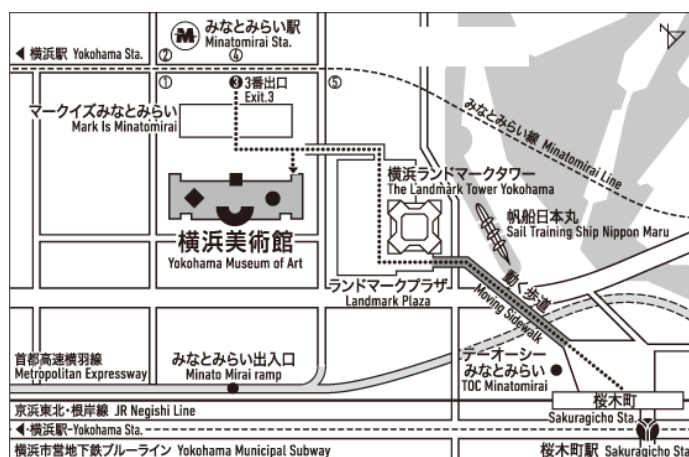 みなとみらい駅
Minatomirai Sta.
横浜駅 Yokohama Sta.
②
④
①
③ 3番出口
Exit.3
⑤
マークイズみなとみらい
Mark Is Minatomirai
みなとみらい線 Minatomirai Line
横浜ランドマークタワー
The Landmark Tower Yokohama
帆船日本丸
Sail Training Ship Nippon Maru
横浜美術館
Yokohama Museum of Art
ランドマークプラザ
Landmark Plaza
動く歩道
Moving Sidewalk
首都高速横羽線
Metropolitan Expressway
みなとみらい出入口
Minato Mirai ramp
テーオーシー
みなとみらい
TOC Minatomirai
桜木町
Sakuragicho Sta.
京浜東北・根岸線 JR Negishi Line
横浜駅 Yokohama Sta.
横浜市営地下鉄ブルーライン Yokohama Municipal Subway
桜木町駅 Sakuragicho Sta.